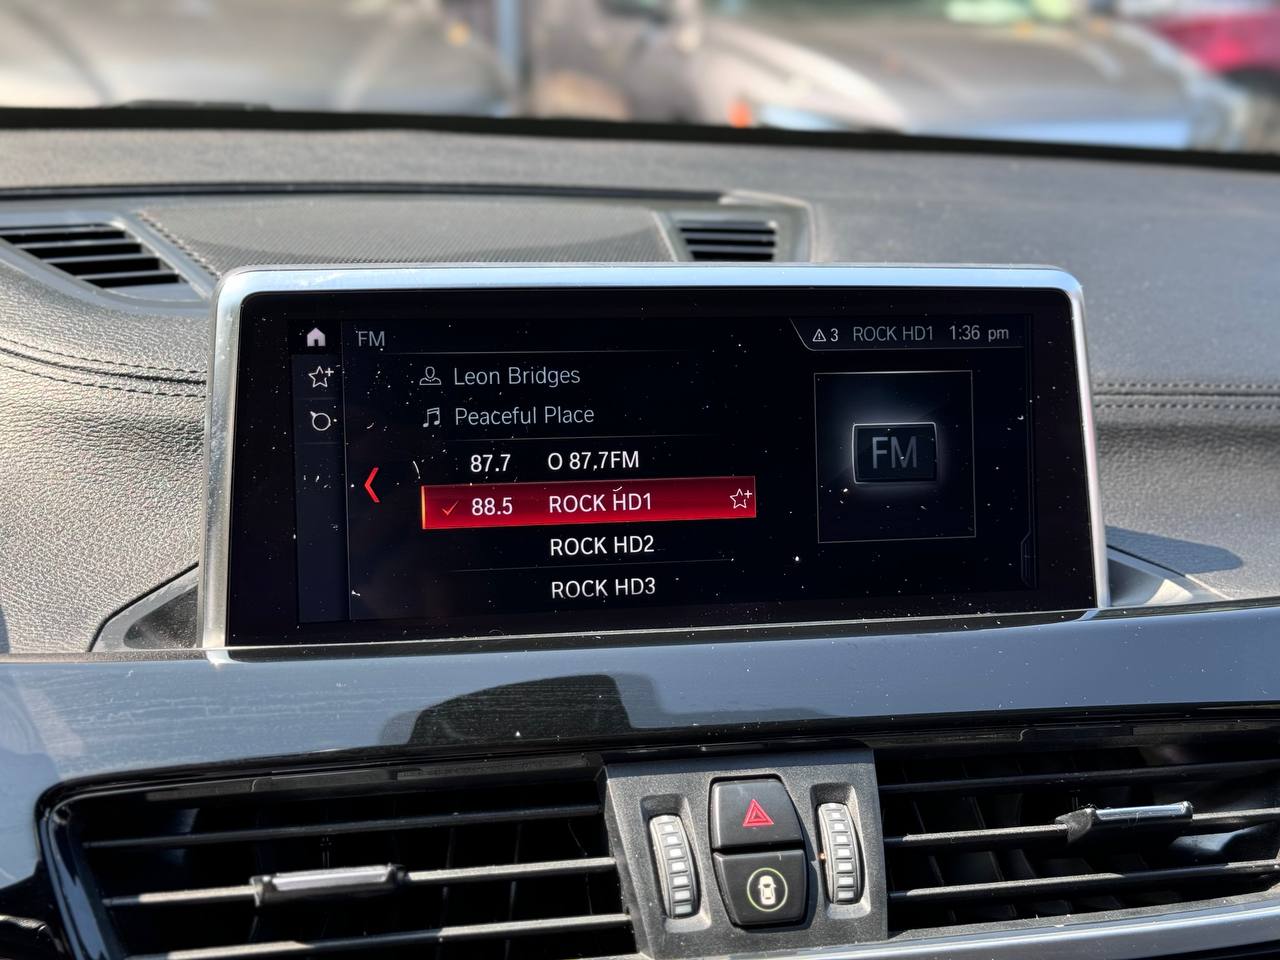 FM
3 ROCK HD1 1:36 pm
Leon Bridges
Peaceful Place
87.7 O 87,7FM
88.5 ROCK HD1
ROCK HD2
ROCK HD3
FM